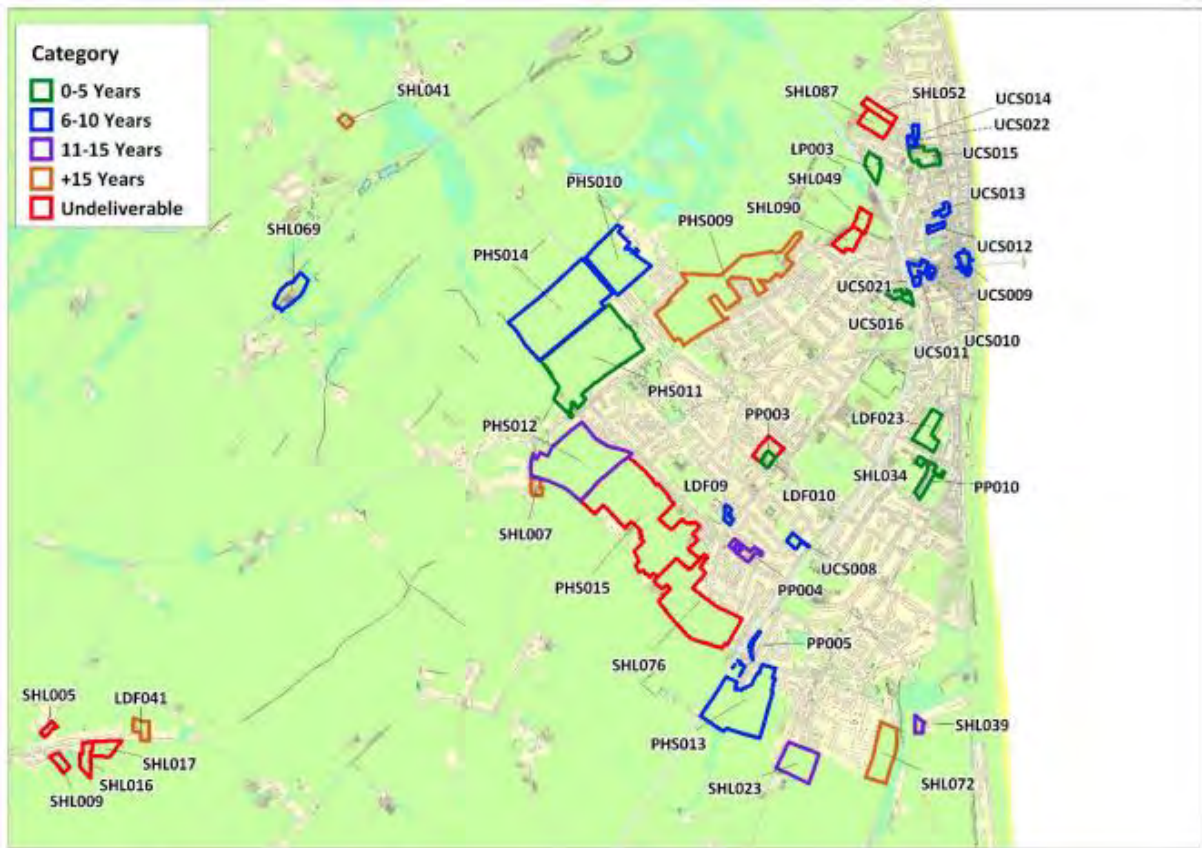 Category
0-5 Years
6-10 Years
11-15 Years
+15 Years
Undeliverable
SHL041
SHL087
SHL052
UCS014
UCS022
UCS015
LP003
SHL049
SHL090
UCS013
UCS012
PHS010
PHS009
SHL069
PHS014
UCS021
UCS009
UCS016
UCS010
UCS011
PHS011
PP003
LDF023
PHS012
SHL034
PP010
LDF09
LDF010
SHL007
UCS008
PHS015
PP004
PP005
SHL076
SHL005
LDF041
SHL039
PHS013
SHL017
SHL016
SHL009
SHL023
SHL072